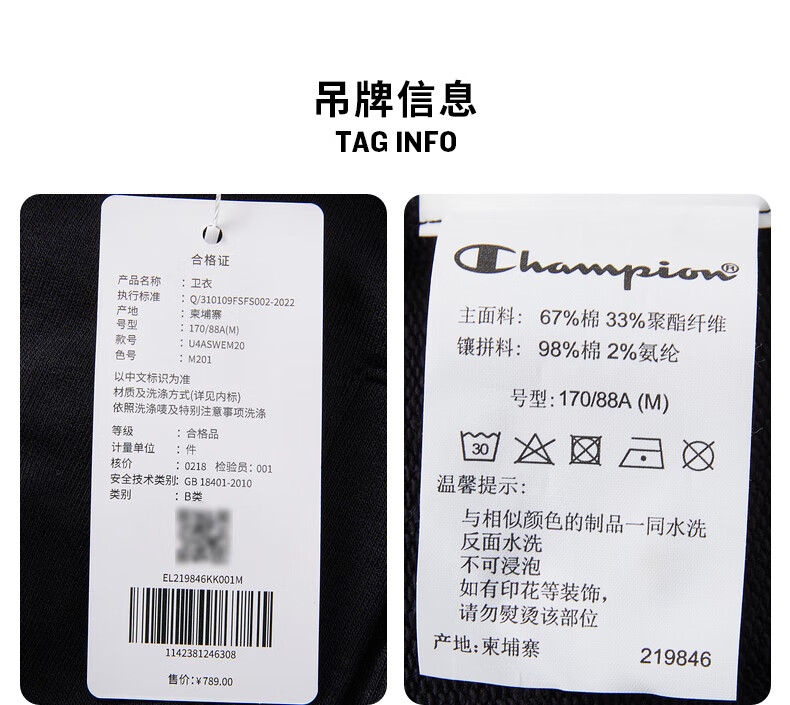 吊牌信息
TAG INFO
合格证
产品名称 : 卫衣
执行标准 : Q/310109FSFS002-2022
产地 : 柬埔寨
号型 : 170/88A(M)
款号 : U4ASWEM20
色号 : M201
以中文标识为准
材质及洗涤方式(详见内标)
依照洗涤唛及特别注意事项洗涤
等级 : 合格品
计量单位 : 件
核价 : 0218 检验员: 001
安全技术类别: GB 18401-2010
类别 : B类
EL219846KK001M
1142381246308
售价: ¥789.00
Champion®
主面料: 67%棉 33%聚酯纤维
镶拼料: 98%棉 2%氨纶
号型: 170/88A (M)
30
温馨提示:
与相似颜色的制品一同水洗
反面水洗
不可浸泡
如有印花等装饰,
请勿熨烫该部位
产地: 柬埔寨
219846